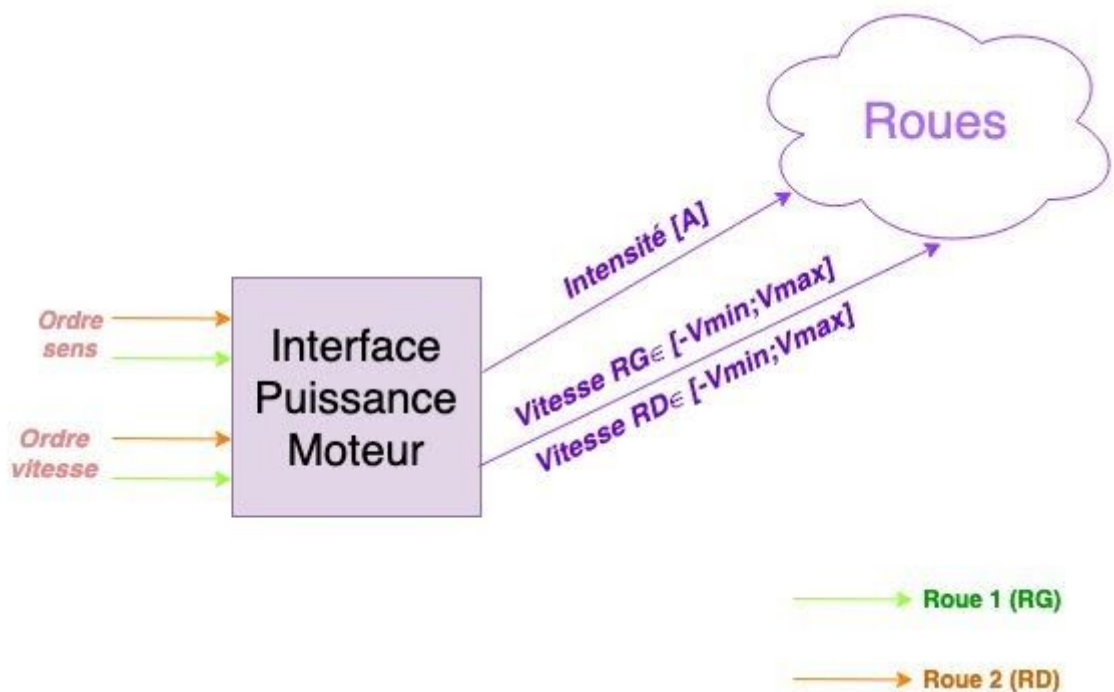 Roues
Intensité [A]
Vitesse RG∈ [-Vmin;Vmax]
Vitesse RD∈ [-Vmin;Vmax]
Ordre
sens
Ordre
vitesse
Interface
Puissance
Moteur
Roue 1 (RG)
Roue 2 (RD)